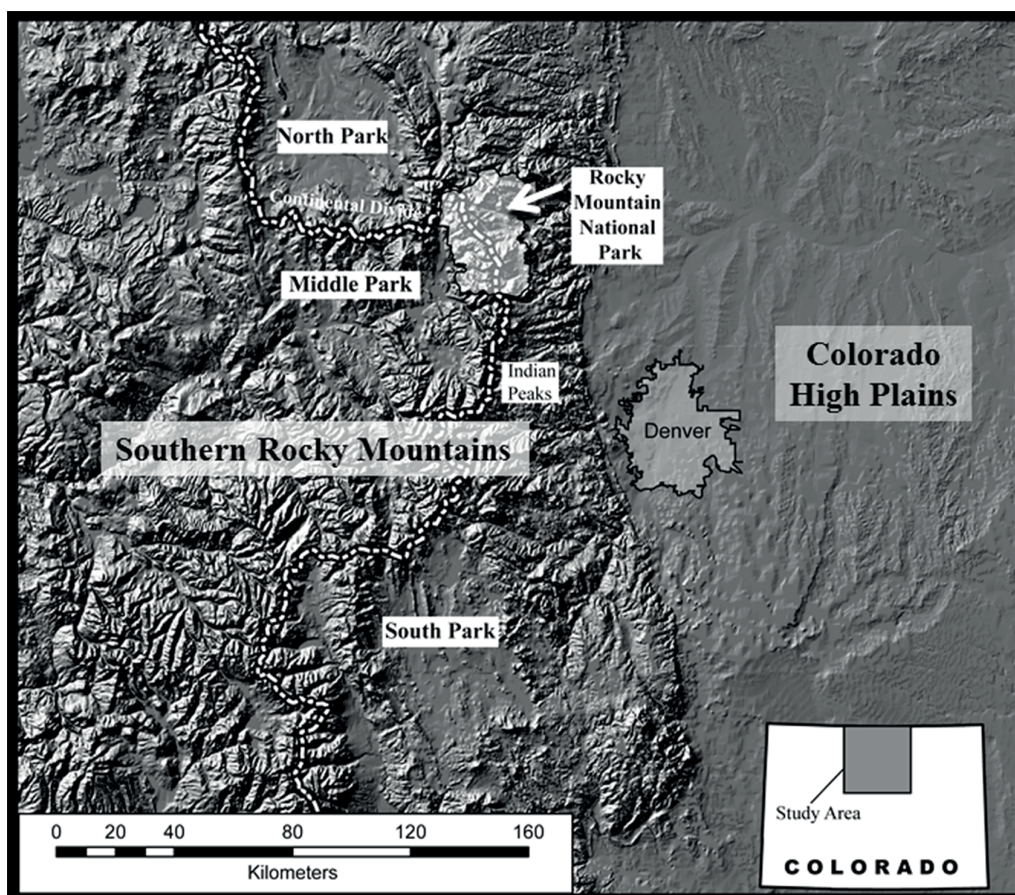 North Park
Continental Divide
Rocky
Mountain
National
Park
Middle Park
Indian
Peaks
Colorado
High Plains
Denver
Southern Rocky Mountains
South Park
Study Area
COLORADO
0 20 40 80 120 160
Kilometers